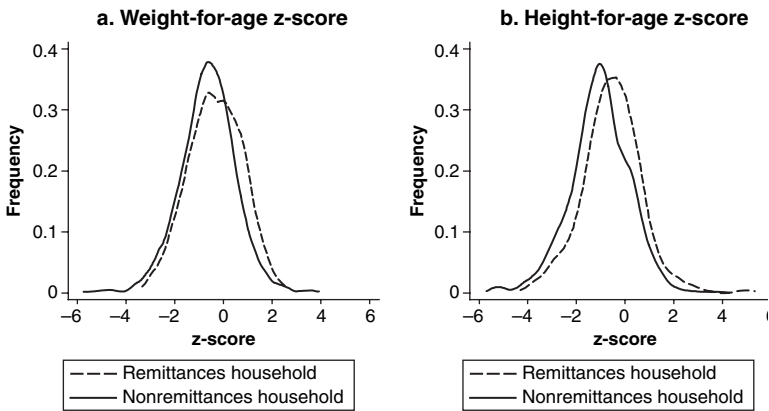 a. Weight-for-age z-score
0.4
0.3
0.2
0.1
0
Frequency
–6 –4 –2 0 2 4 6
z-score
Remittances household
Nonremittances household
b. Height-for-age z-score
0.4
0.3
0.2
0.1
0
Frequency
–6 –4 –2 0 2 4 6
z-score
Remittances household
Nonremittances household